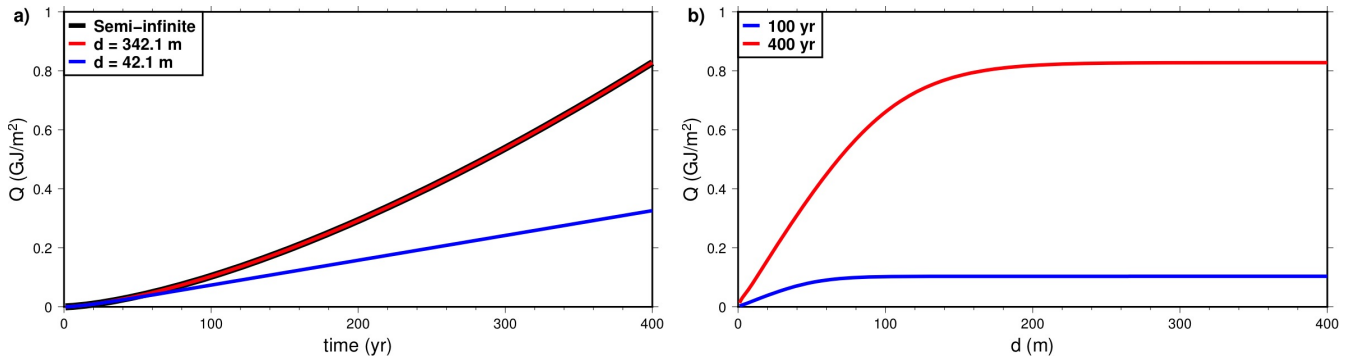 a)
Semi-infinite
d = 342.1 m
d = 42.1 m
Q (GJ/m²)
1
0.8
0.6
0.4
0.2
0
0 100 200 300 400
time (yr)
b)
100 yr
400 yr
Q (GJ/m²)
1
0.8
0.6
0.4
0.2
0
0 100 200 300 400
d (m)